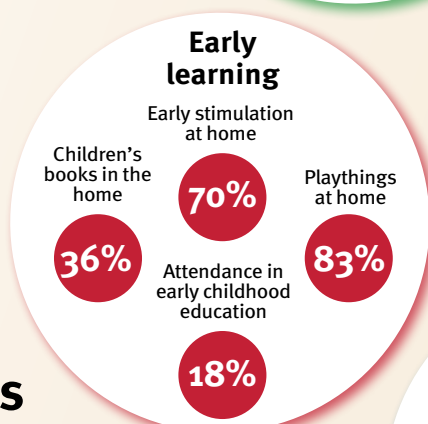 Early
learning
Early stimulation
at home
70%
Children's
books in the
home
36%
Playthings
at home
83%
Attendance in
early childhood
education
18%
s